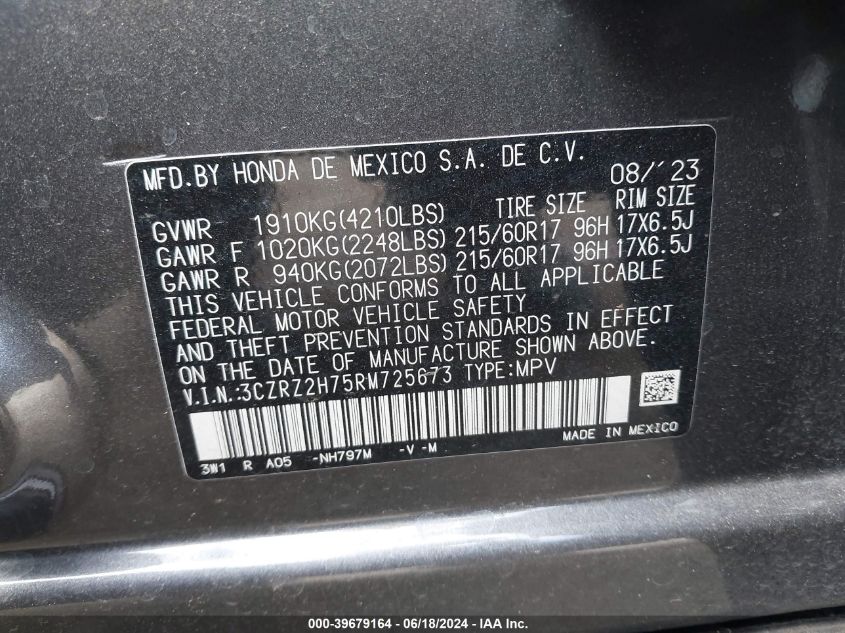 MFD.BY HONDA DE MEXICO S.A. DE C.V. 08/'23
GVWR 1910KG(4210LBS) TIRE SIZE RIM SIZE
GAWR F 1020KG(2248LBS) 215/60R17 96H 17X6.5J
GAWR R 940KG(2072LBS) 215/60R17 96H 17X6.5J
THIS VEHICLE CONFORMS TO ALL APPLICABLE
FEDERAL MOTOR VEHICLE SAFETY
AND THEFT PREVENTION STANDARDS IN EFFECT
ON THE DATE OF MANUFACTURE SHOWN ABOVE.
V.I.N.:3CZRZ2H75RM725673 TYPE:MPV
3W1 R A05 -NH797M -V -M MADE IN MEXICO
000-39679164 - 06/18/2024 - IAA Inc.